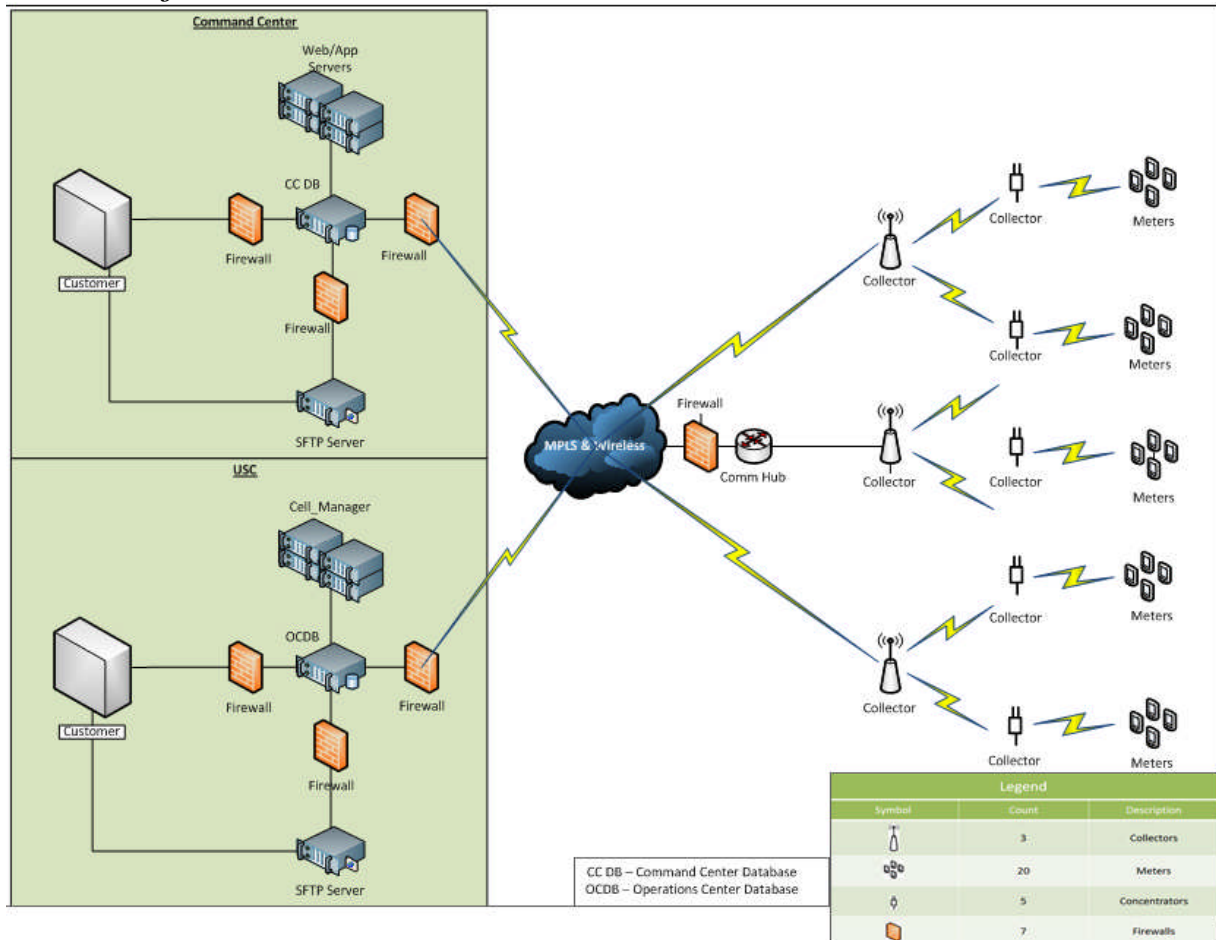 Command Center
Web/App
Servers
CC DB
Firewall
Firewall
Customer
Firewall
SFTP Server
USC
Cell_Manager
OCDB
Firewall
Firewall
Customer
Firewall
SFTP Server
MPLS & Wireless
Firewall
Comm Hub
Collector
Collector
Meters
Collector
Meters
Collector
Collector
Meters
Collector
Meters
Collector
Collector
Meters
CC DB – Command Center Database
OCDB – Operations Center Database
Legend
Symbol Count Description
3 Collectors
20 Meters
5 Concentrators
7 Firewalls